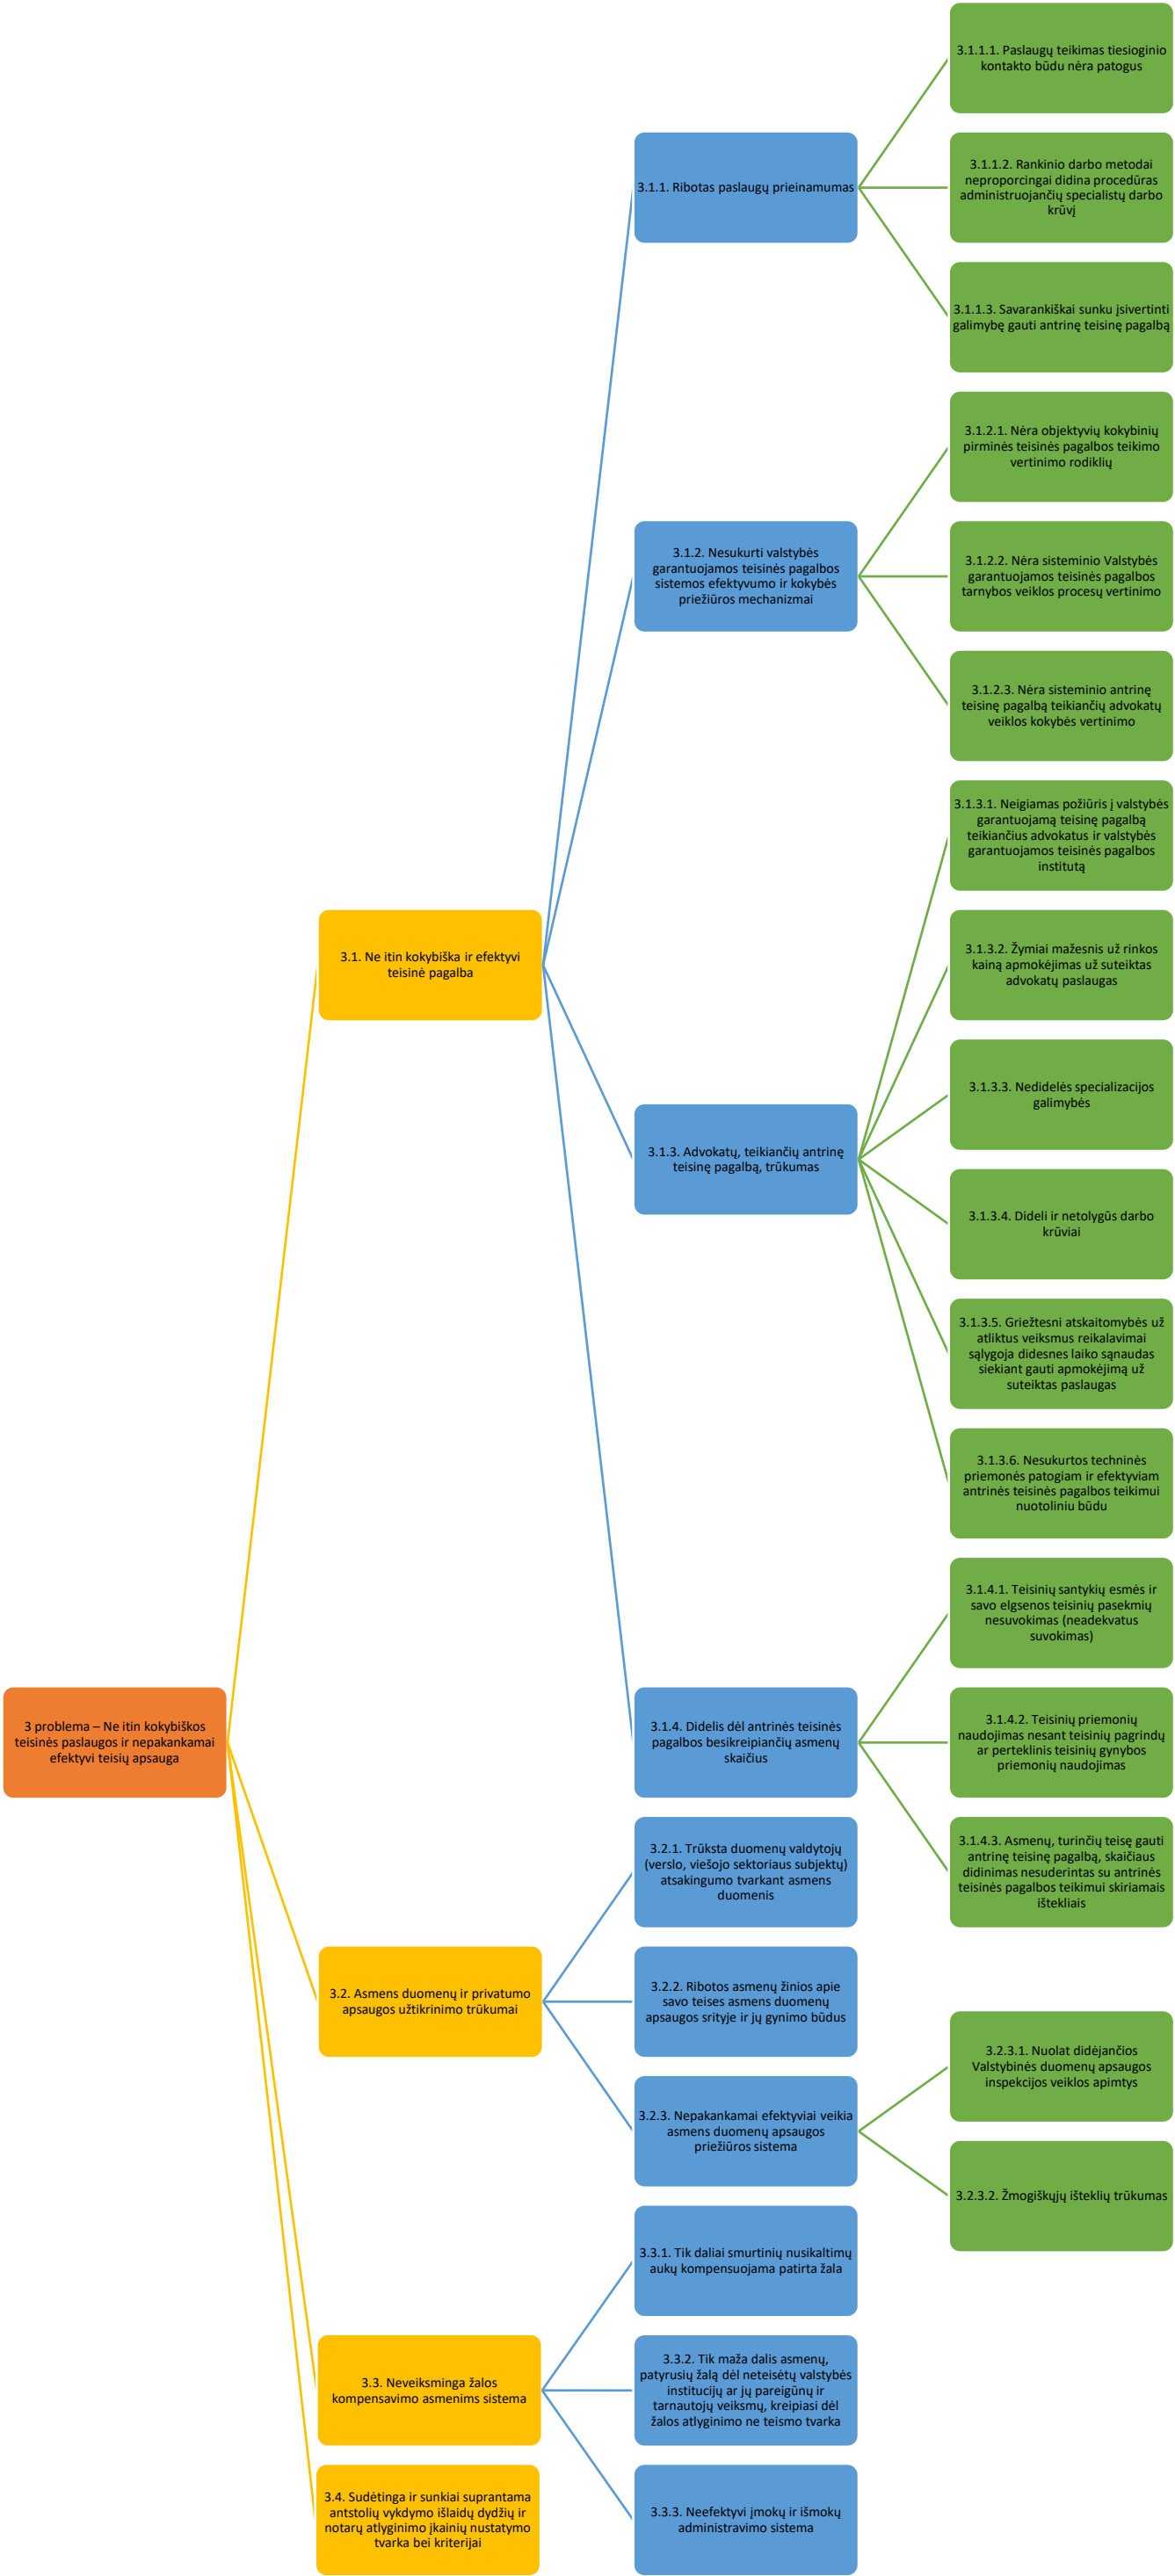 3 problema – Ne itin kokybiškos
teisinės paslaugos ir nepakankamai
efektyvi teisių apsauga
3.1. Ne itin kokybiška ir efektyvi
teisinė pagalba
3.1.1. Ribotas paslaugų prieinamumas
3.1.1.1. Paslaugų teikimas tiesioginio
kontakto būdu nėra patogus
3.1.1.2. Rankinio darbo metodai
neproporcingai didina procedūras
administruojančių specialistų darbo
krūvį
3.1.1.3. Savarankiškai sunku įsivertinti
galimybę gauti antrinę teisinę pagalbą
3.1.2. Nesukurti valstybės
garantuojamos teisinės pagalbos
sistemos efektyvumo ir kokybės
priežiūros mechanizmai
3.1.2.1. Nėra objektyvių kokybinių
pirminės teisinės pagalbos teikimo
vertinimo rodiklių
3.1.2.2. Nėra sisteminio Valstybės
garantuojamos teisinės pagalbos
tarnybos veiklos procesų vertinimo
3.1.2.3. Nėra sisteminio antrinę
teisinę pagalbą teikiančių advokatų
veiklos kokybės vertinimo
3.1.3. Advokatų, teikiančių antrinę
teisinę pagalbą, trūkumas
3.1.3.1. Neigiamas požiūris į valstybės
garantuojamą teisinę pagalbą
teikiančius advokatus ir valstybės
garantuojamos teisinės pagalbos
institutą
3.1.3.2. Žymiai mažesnis už rinkos
kainą apmokėjimas už suteiktas
advokatų paslaugas
3.1.3.3. Nedidelės specializacijos
galimybės
3.1.3.4. Dideli ir netolygūs darbo
krūviai
3.1.3.5. Griežtesni atskaitomybės už
atliktus veiksmus reikalavimai
sąlygoja didesnes laiko sąnaudas
siekiant gauti apmokėjimą už
suteiktas paslaugas
3.1.3.6. Nesukurtos techninės
priemonės patogiam ir efektyviam
antrinės teisinės pagalbos teikimui
nuotoliniu būdu
3.1.4. Didelis dėl antrinės teisinės
pagalbos besikreipiančių asmenų
skaičius
3.1.4.1. Teisinių santykių esmės ir
savo elgsenos teisinių pasekmių
nesuvokimas (neadekvatus
suvokimas)
3.1.4.2. Teisinių priemonių
naudojimas nesant teisinių pagrindų
ar perteklinis teisinių gynybos
priemonių naudojimas
3.1.4.3. Asmenų, turinčių teisę gauti
antrinę teisinę pagalbą, skaičiaus
didinimas nesuderintas su antrinės
teisinės pagalbos teikimui skiriamais
ištekliais
3.2. Asmens duomenų ir privatumo
apsaugos užtikrinimo trūkumai
3.2.1. Trūksta duomenų valdytojų
(verslo, viešojo sektoriaus subjektų)
atsakingumo tvarkant asmens
duomenis
3.2.2. Ribotos asmenų žinios apie
savo teises asmens duomenų
apsaugos srityje ir jų gynimo būdus
3.2.3. Nepakankamai efektyviai veikia
asmens duomenų apsaugos
priežiūros sistema
3.2.3.1. Nuolat didėjančios
Valstybinės duomenų apsaugos
inspekcijos veiklos apimtys
3.2.3.2. Žmogiškųjų išteklių trūkumas
3.3. Neveiksminga žalos
kompensavimo asmenims sistema
3.3.1. Tik daliai smurtinių nusikaltimų
aukų kompensuojama patirta žala
3.3.2. Tik maža dalis asmenų,
patyrusių žalą dėl neteisėtų valstybės
institucijų ar jų pareigūnų ir
tarnautojų veiksmų, kreipiasi dėl
žalos atlyginimo ne teismo tvarka
3.3.3. Neefektyvi įmokų ir išmokų
administravimo sistema
3.4. Sudėtinga ir sunkiai suprantama
antstolių vykdymo išlaidų dydžių ir
notarų atlyginimo įkainių nustatymo
tvarka bei kriterijai